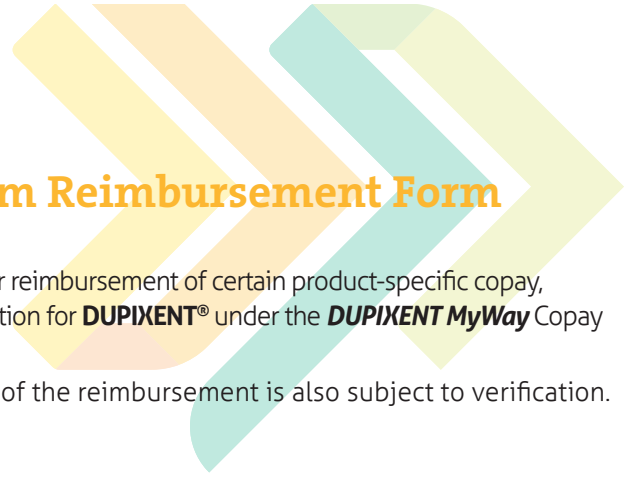 m Reimbursement Form
r reimbursement of certain product-specific copay,
tion for DUPIXENT® under the DUPIXENT MyWay Copay
of the reimbursement is also subject to verification.